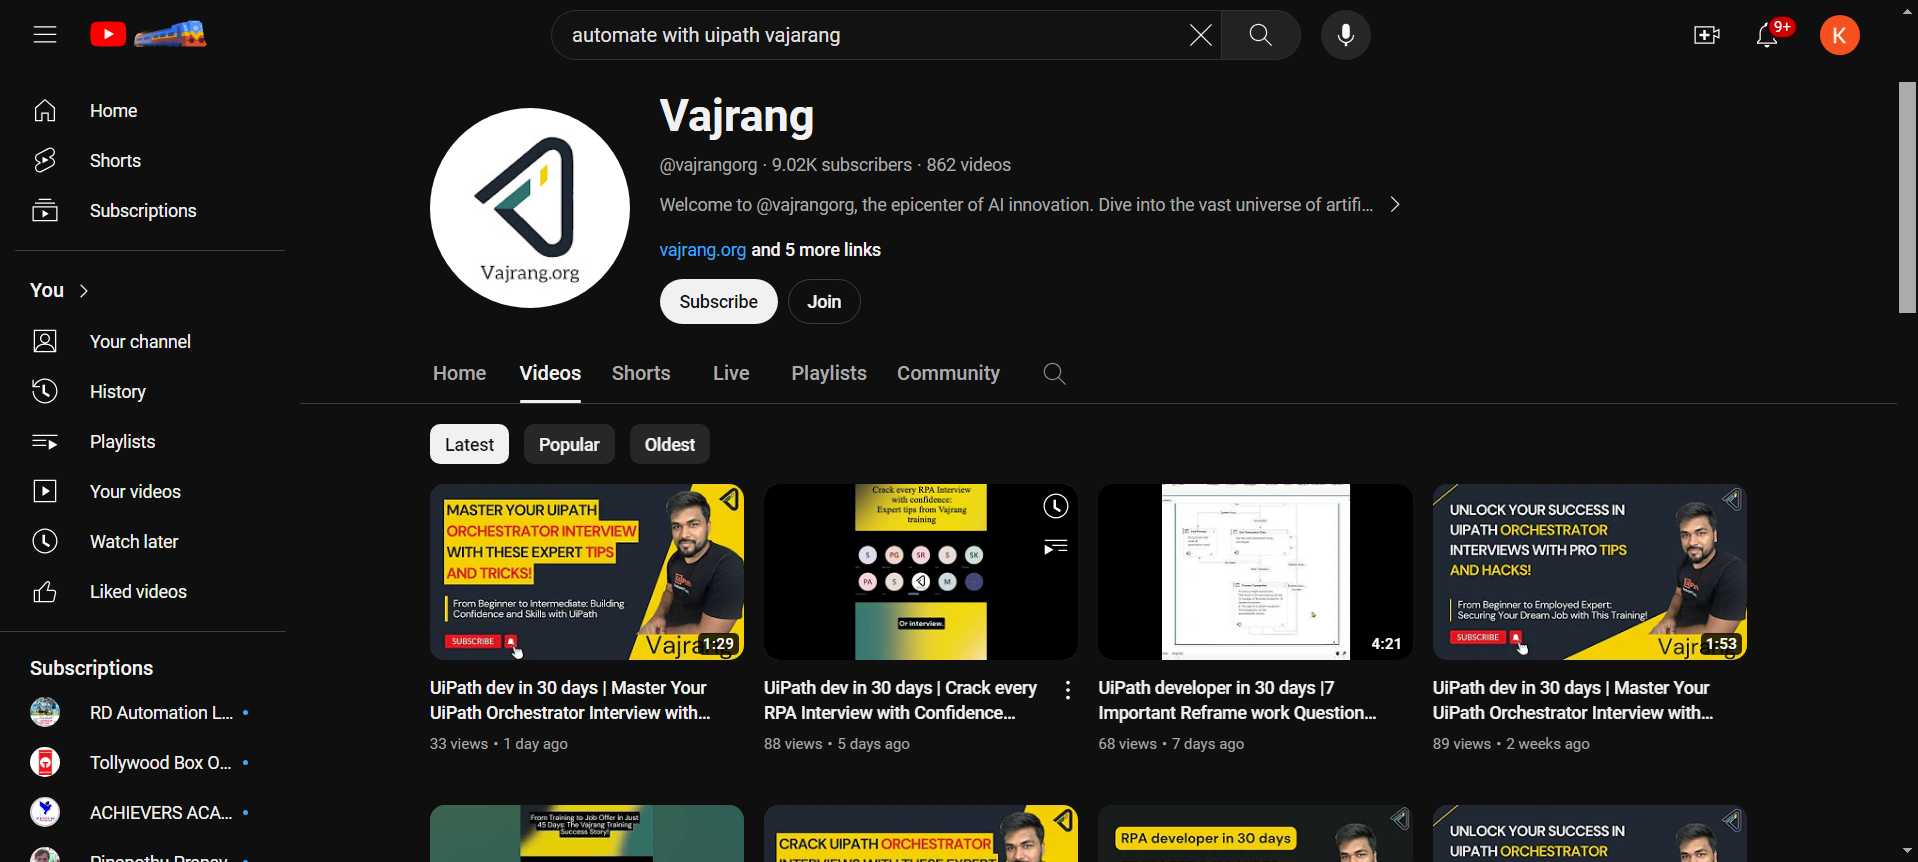 automate with uipath vajarang
9+
K
Home
Shorts
Subscriptions
You
Your channel
History
Playlists
Your videos
Watch later
Liked videos
Subscriptions
RD Automation L...
Tollywood Box O...
ACHIEVERS ACA...
Vajrang.org
Vajrang
@vajrangorg · 9.02K subscribers · 862 videos
Welcome to @vajrangorg, the epicenter of AI innovation. Dive into the vast universe of artifi...
vajrang.org and 5 more links
Subscribe
Join
Home Videos Shorts Live Playlists Community
Latest Popular Oldest
MASTER YOUR UIPATH
ORCHESTRATOR INTERVIEW
WITH THESE EXPERT TIPS
AND TRICKS!
From Beginner to Intermediate: Building
Confidence and Skills with UiPath
SUBSCRIBE
1:29
UiPath dev in 30 days | Master Your
UiPath Orchestrator Interview with...
33 views • 1 day ago
Crack every RPA Interview
with confidence:
Expert tips from Vajrang
training
S PG SR S SK
PA S M
Or interview.
UiPath dev in 30 days | Crack every
RPA Interview with Confidence...
88 views • 5 days ago
4:21
UiPath developer in 30 days |7
Important Reframe work Question...
68 views • 7 days ago
UNLOCK YOUR SUCCESS IN
UIPATH ORCHESTRATOR
INTERVIEWS WITH PRO TIPS
AND HACKS!
From Beginner to Employed Expert:
Securing Your Dream Job with This Training!
SUBSCRIBE
1:53
UiPath dev in 30 days | Master Your
UiPath Orchestrator Interview with...
89 views • 2 weeks ago
From Training to Job Offer in Just
45 Days: The Vajrang Training
Success Story!
CRACK UIPATH ORCHESTRATOR
RPA developer in 30 days
UNLOCK YOUR SUCCESS IN
UIPATH ORCHESTRATOR